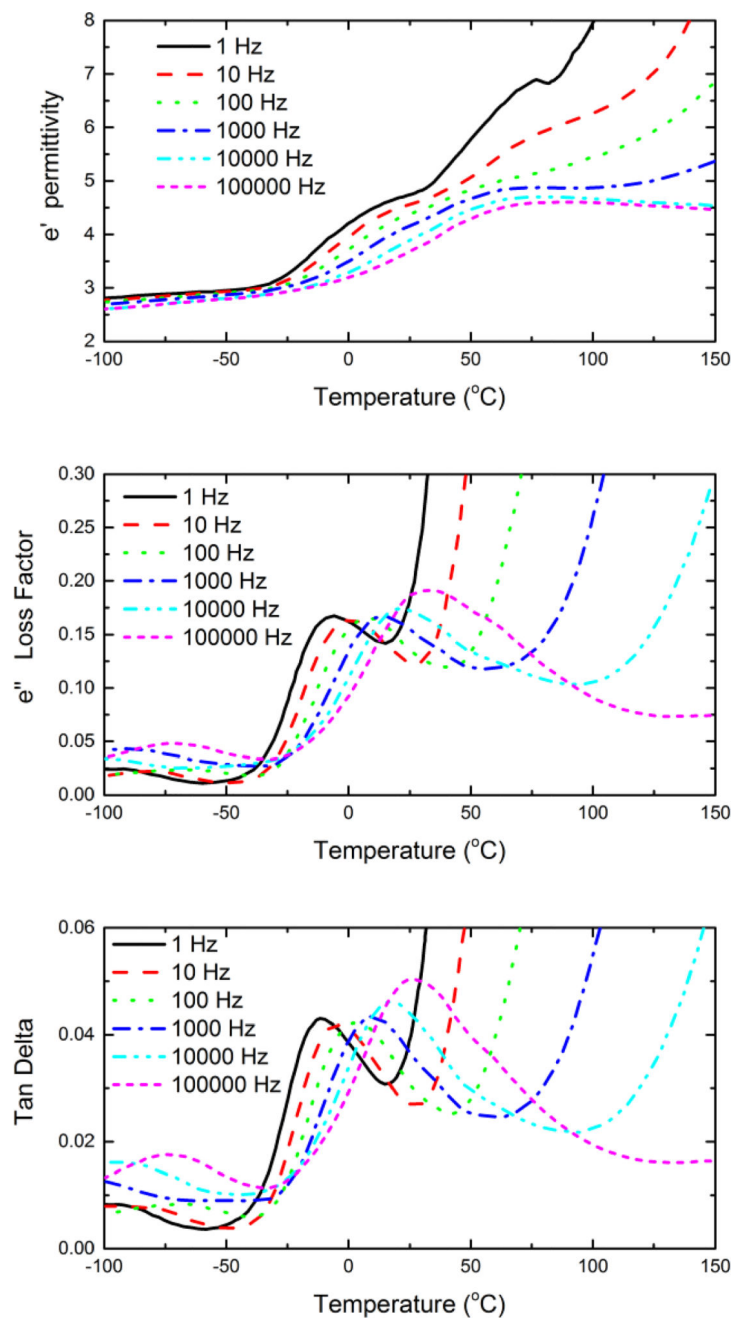 8
7
6
5
4
3
2
e' permittivity
1 Hz
10 Hz
100 Hz
1000 Hz
10000 Hz
100000 Hz
-100 -50 0 50 100 150
Temperature (°C)
0.30
0.25
0.20
0.15
0.10
0.05
0.00
e'' Loss Factor
1 Hz
10 Hz
100 Hz
1000 Hz
10000 Hz
100000 Hz
-100 -50 0 50 100 150
Temperature (°C)
0.06
0.04
0.02
0.00
Tan Delta
1 Hz
10 Hz
100 Hz
1000 Hz
10000 Hz
100000 Hz
-100 -50 0 50 100 150
Temperature (°C)